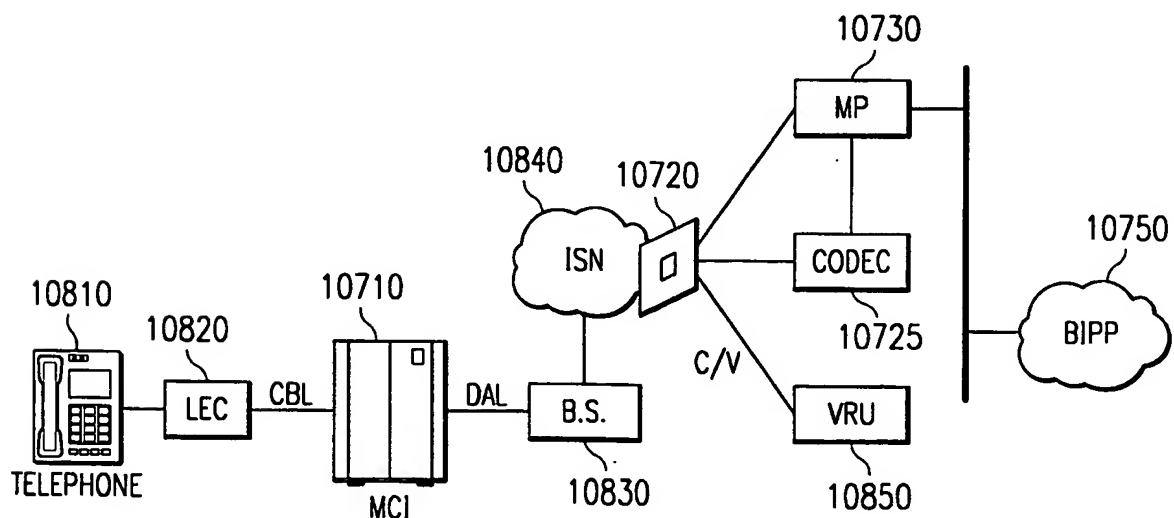 10730
MP
10840
10720
ISN
10750
CODEC
10725
BIPP
10810
10820
10710
C/V
LEC
CBL
DAL
B.S.
VRU
TELEPHONE
MCI
10830
10850